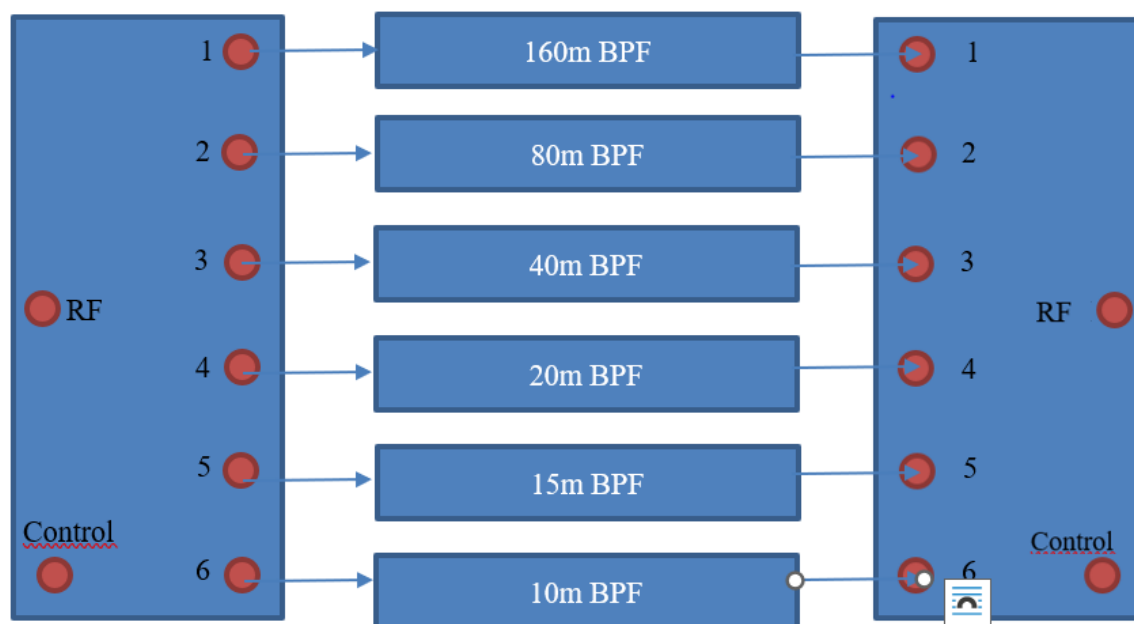 1 160m BPF 1
2 80m BPF 2
3 40m BPF 3
RF RF
4 20m BPF 4
5 15m BPF 5
Control Control
6 10m BPF 6